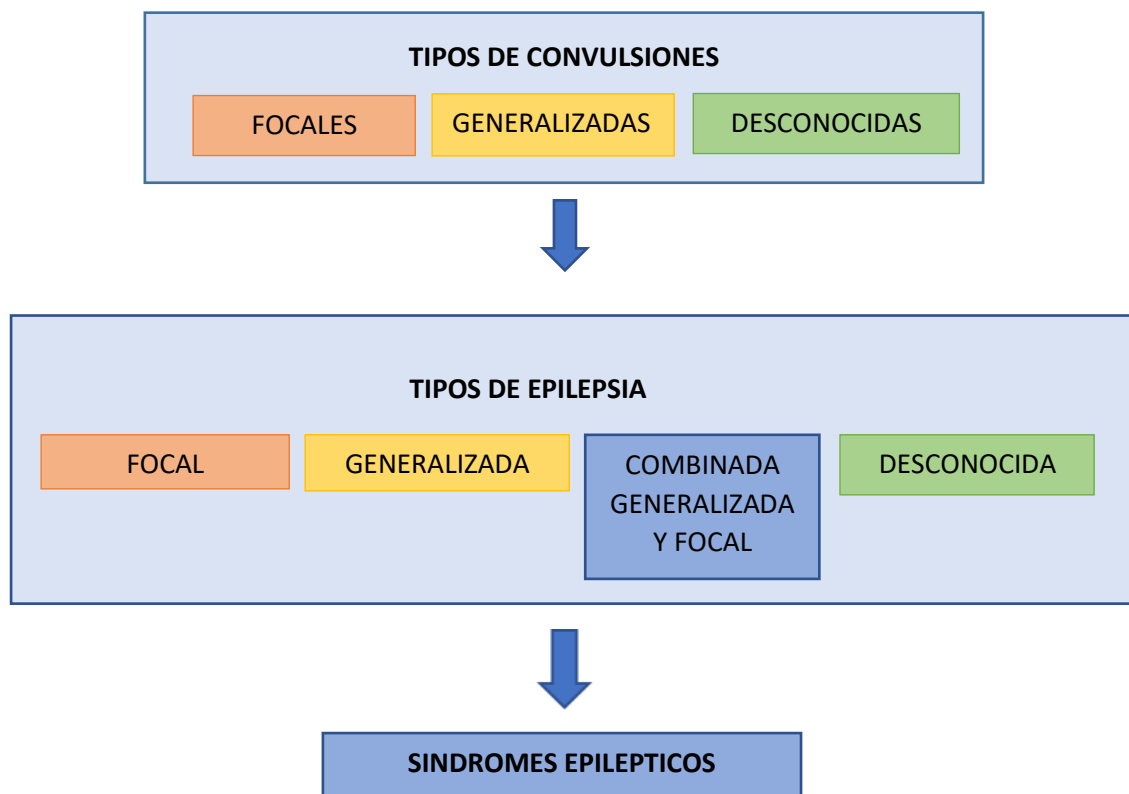 TIPOS DE CONVULSIONES
FOCALES
GENERALIZADAS
DESCONOCIDAS
TIPOS DE EPILEPSIA
FOCAL
GENERALIZADA
COMBINADA
GENERALIZADA
Y FOCAL
DESCONOCIDA
SINDROMES EPILEPTICOS